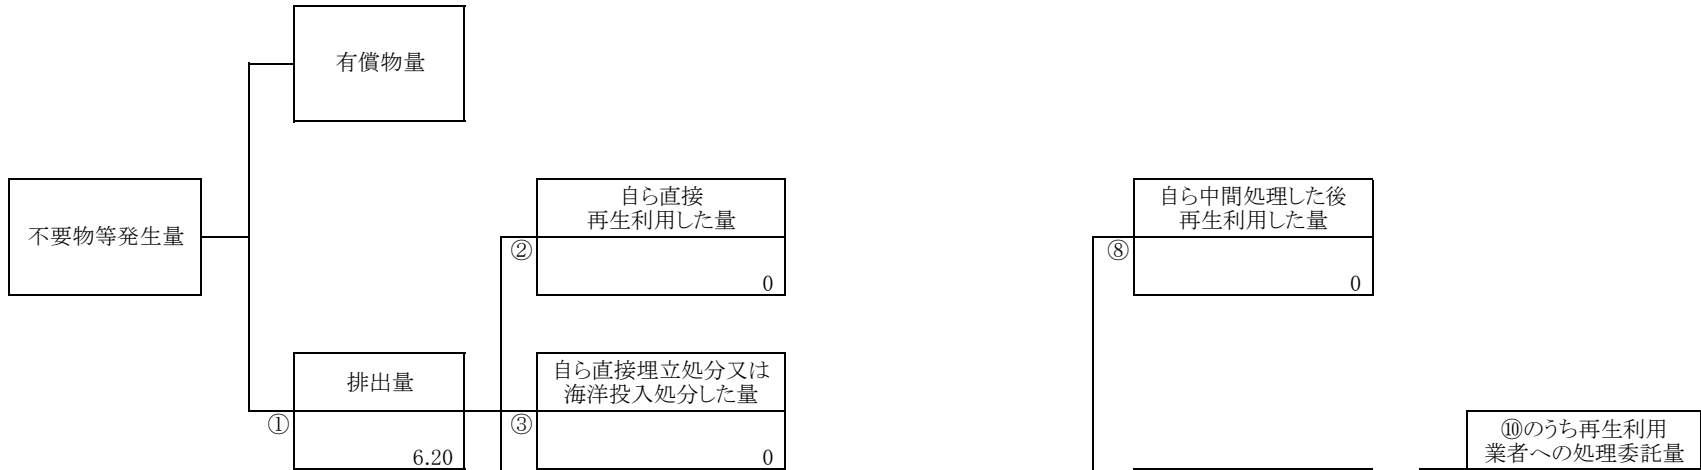 有償物量
不要物等発生量
自ら直接
再生利用した量
②
0
自ら中間処理した後
再生利用した量
⑧
0
排出量
①
6.20
自ら直接埋立処分又は
海洋投入処分した量
③
0
⑩のうち再生利用
業者への処理委託量